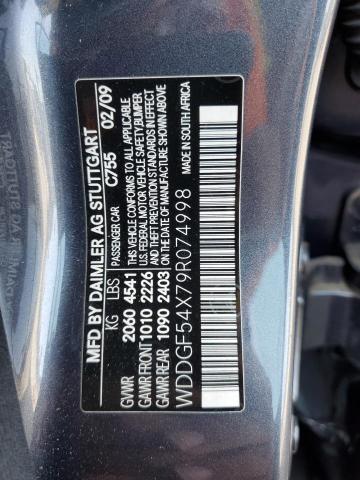 MFD BY DAIMLER AG STUTTGART
PASSENGER CAR C755 02/09
KG LBS
GVWR 2060 4541
GAWR FRONT 1010 2226
GAWR REAR 1090 2403
THIS VEHICLE CONFORMS TO ALL APPLICABLE
U.S.FEDERAL MOTOR VEHICLE SAFETY,BUMPER
AND THEFT PREVENTION STANDARDS IN EFFECT
ON THE DATE OF MANUFACTURE SHOWN ABOVE.
WDDGF54X79R074998
MADE IN SOUTH AFRICA